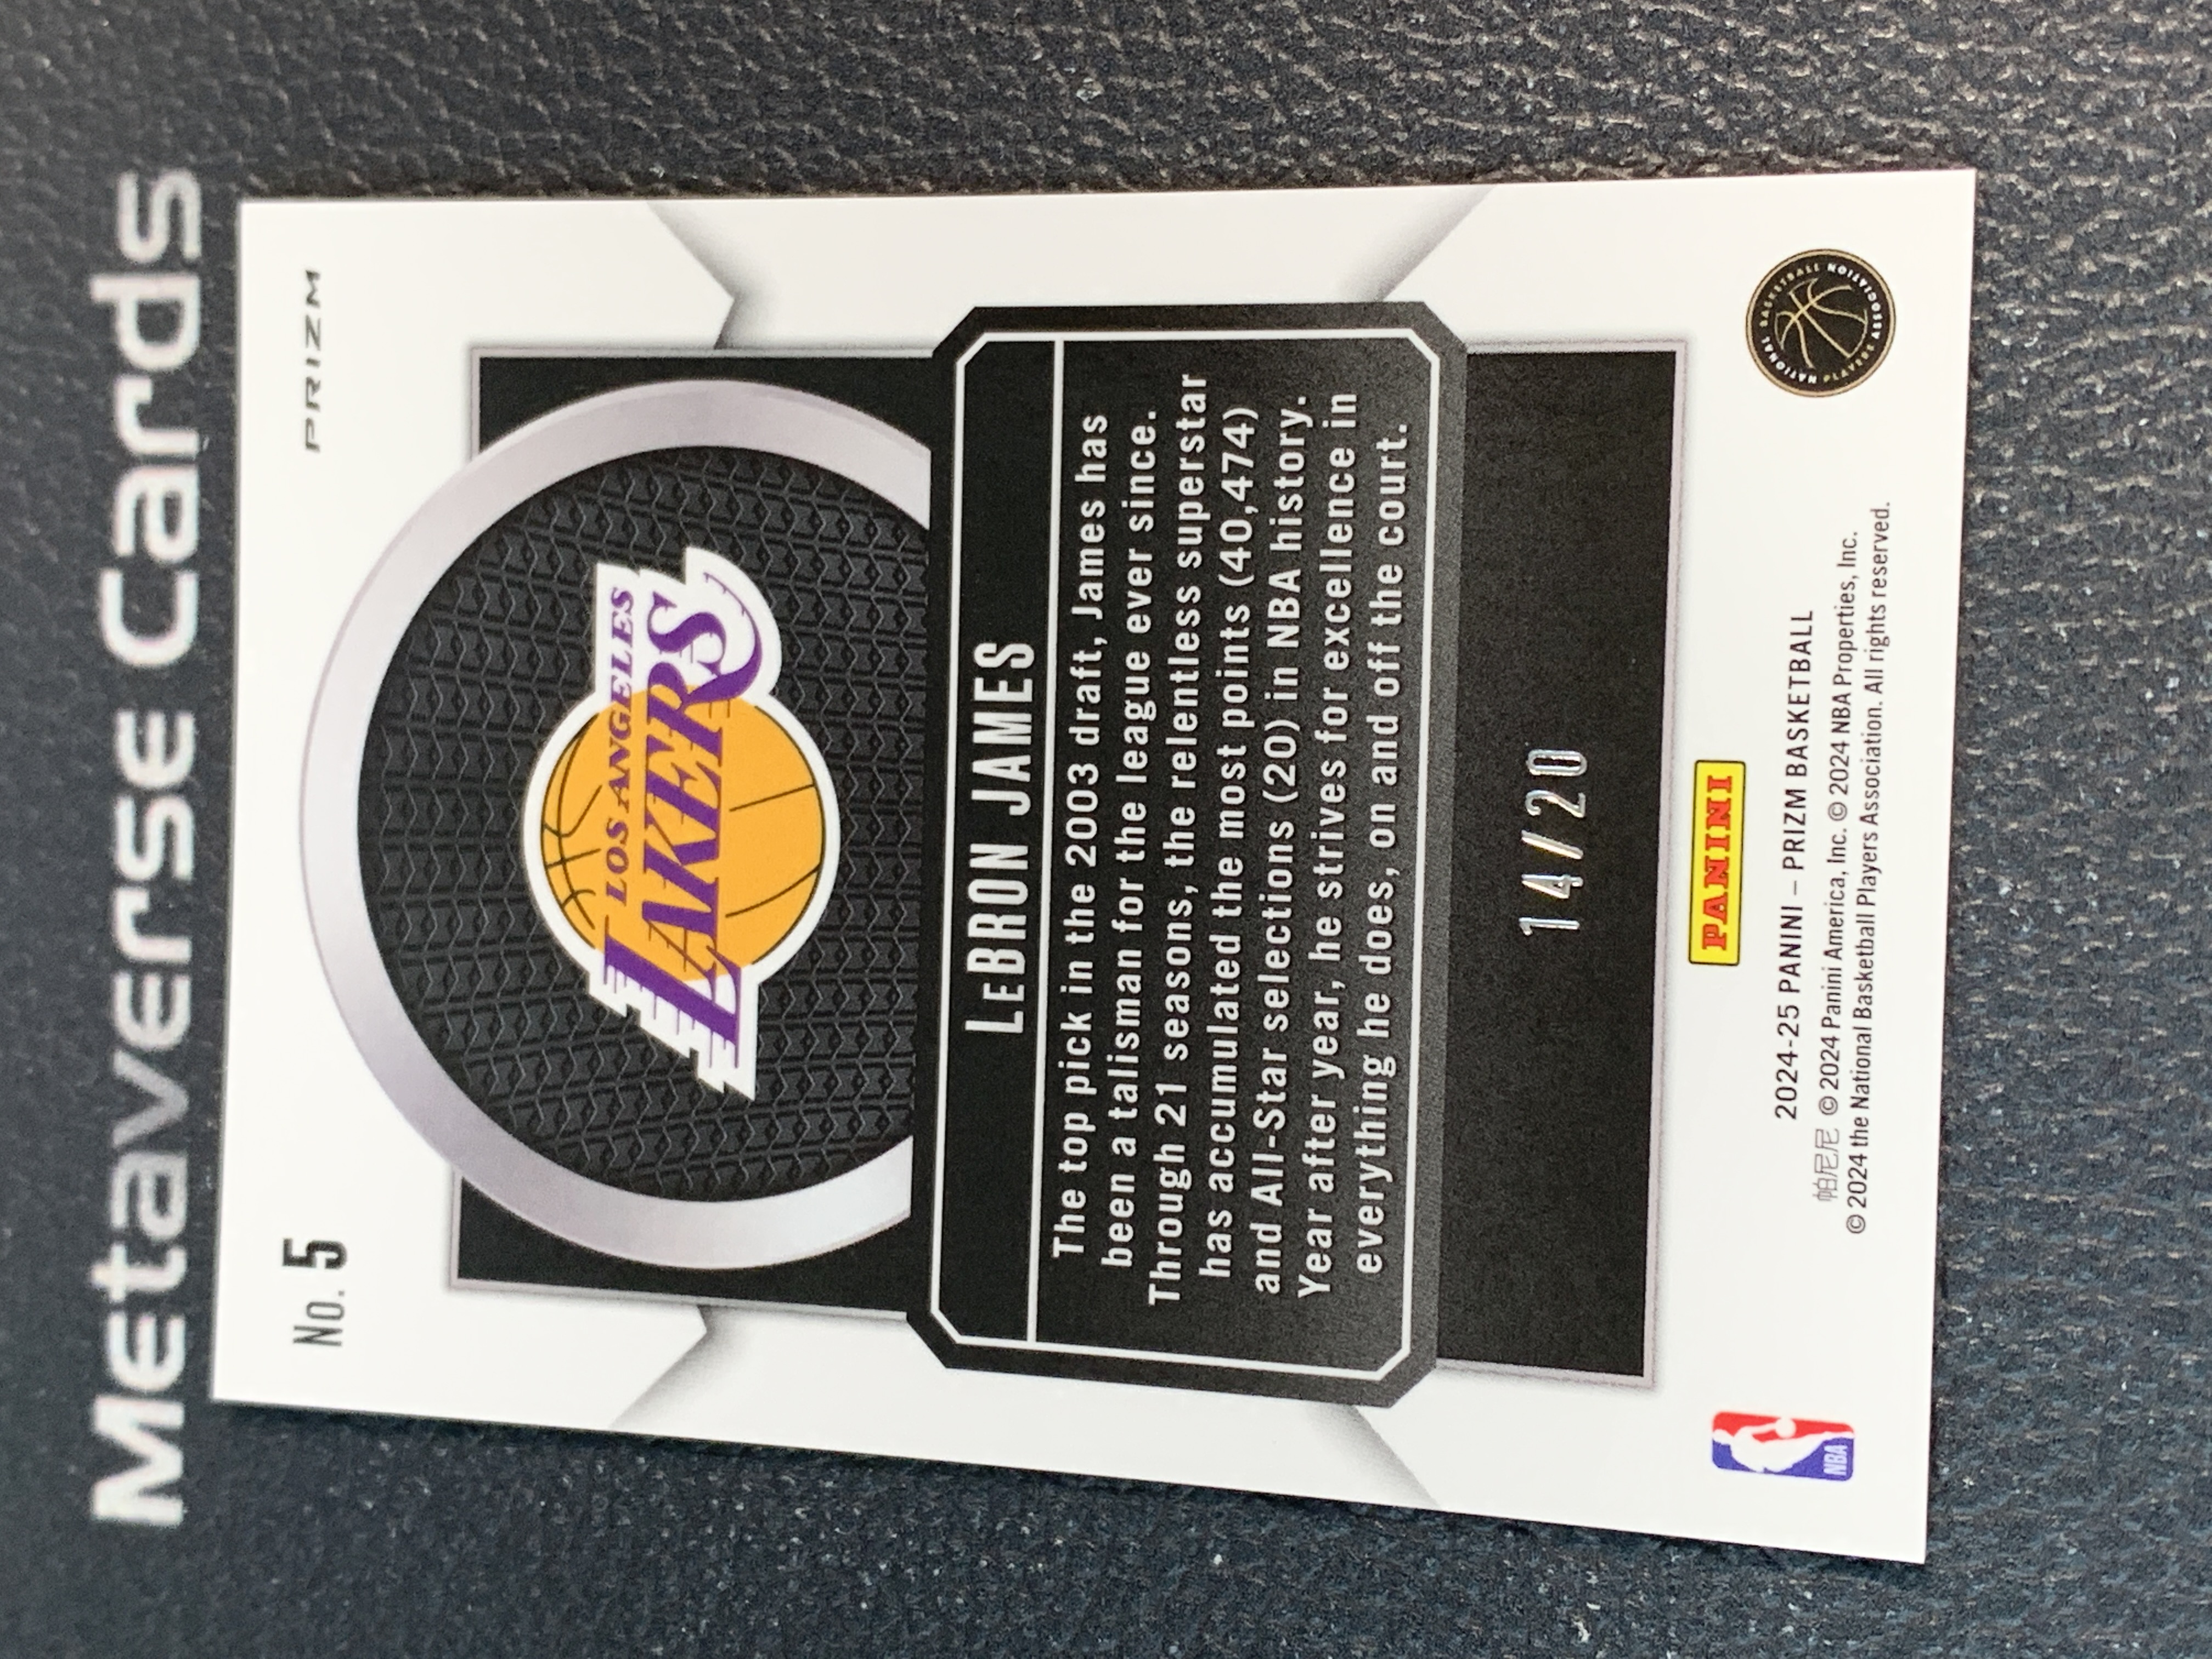 Metaverse Cards
No. 5
PRIZM
LOS ANGELES
LAKERS
LEBRON JAMES
The top pick in the 2003 draft, James has
been a talisman for the league ever since.
Through 21 seasons, the relentless superstar
has accumulated the most points (40,474)
and All-Star selections (20) in NBA history.
Year after year, he strives for excellence in
everything he does, on and off the court.
14/20
PANINI
2024-25 PANINI – PRIZM BASKETBALL
帕尼尼 © 2024 Panini America, Inc. © 2024 NBA Properties, Inc.
© 2024 the National Basketball Players Association. All rights reserved.
NBA
NATIONAL BASKETBALL
PLAYERS ASSOCIATION